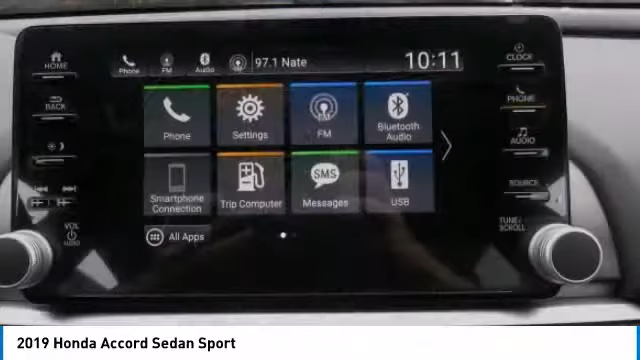 HOME
Phone
FM
Audio
97.1 Nate
10:11
CLOCK
BACK
PHONE
Phone
Settings
FM
Bluetooth
Audio
AUDIO
SMS
Smartphone
Connection
Trip Computer
Messages
USB
SOURCE
VOL
AUDIO
All Apps
TUNE/
SCROLL
2019 Honda Accord Sedan Sport